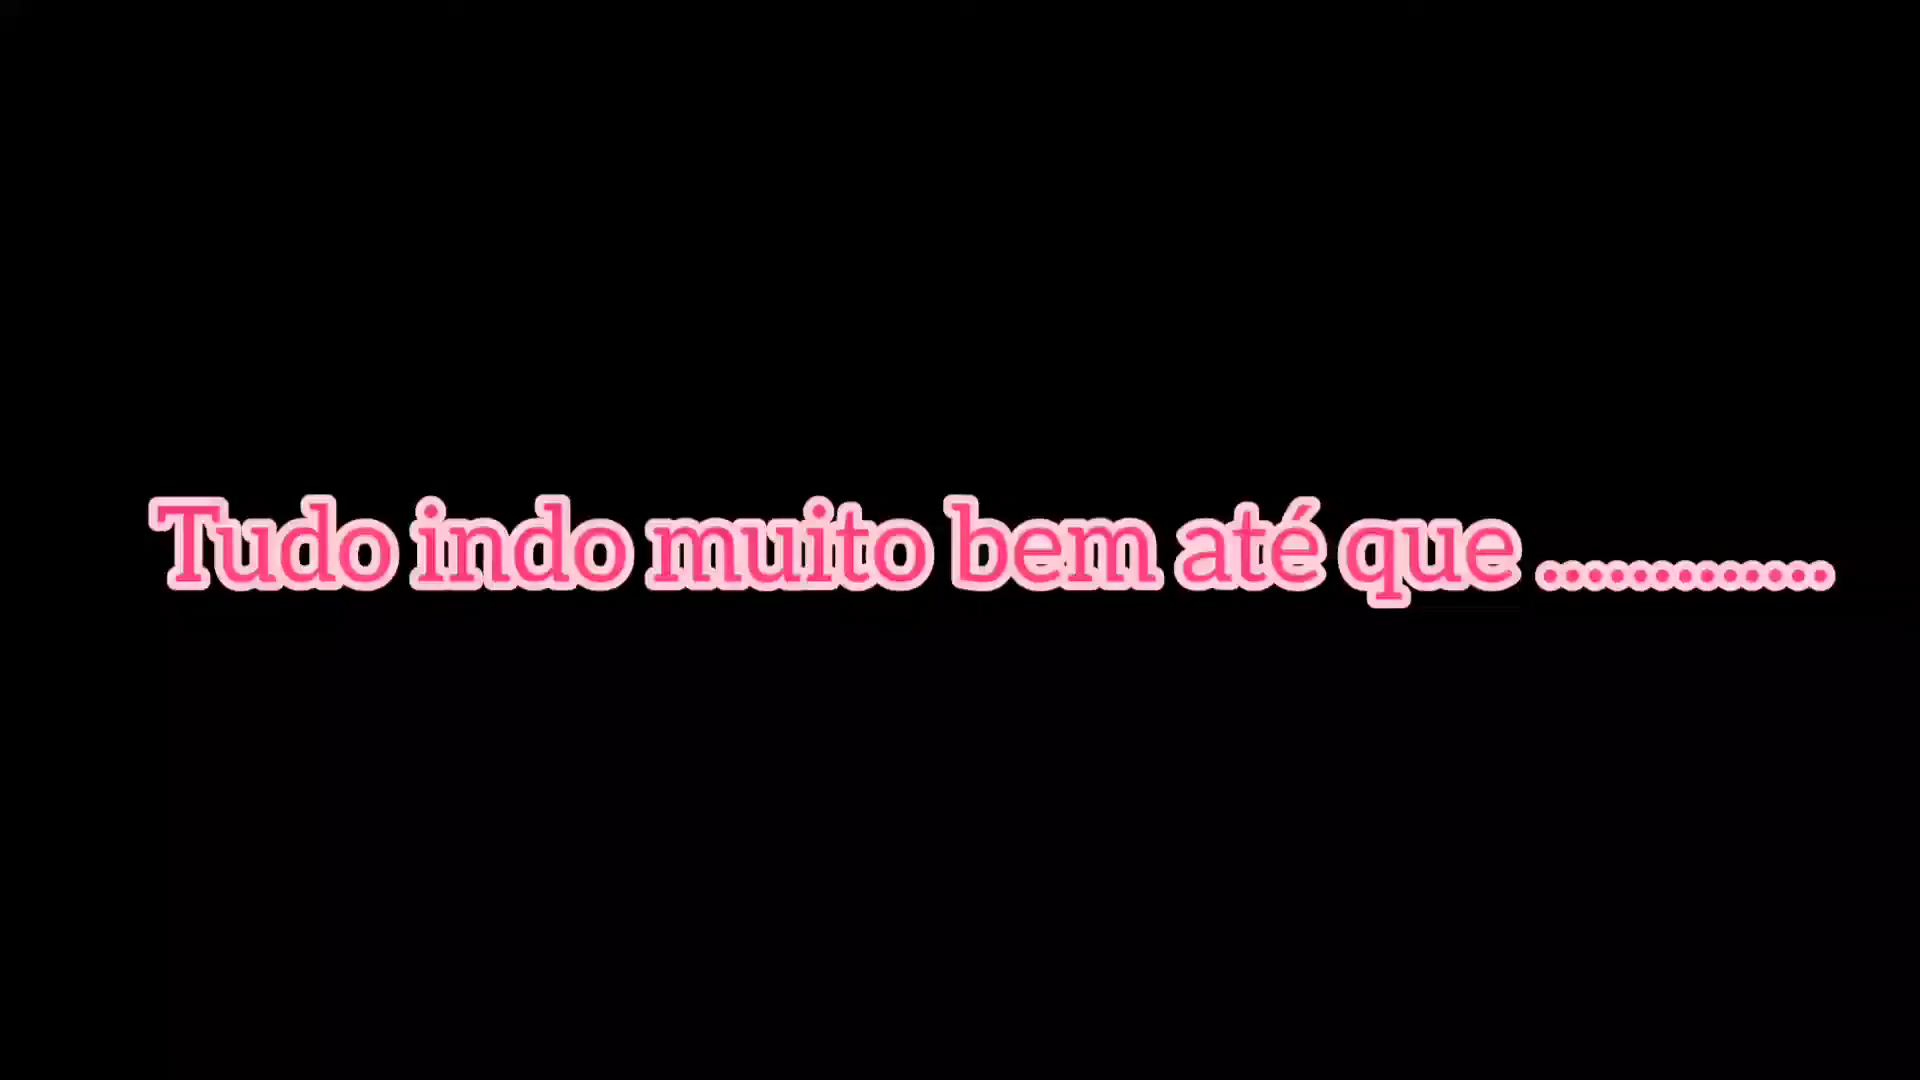 Tudo indo muito bem até que .............